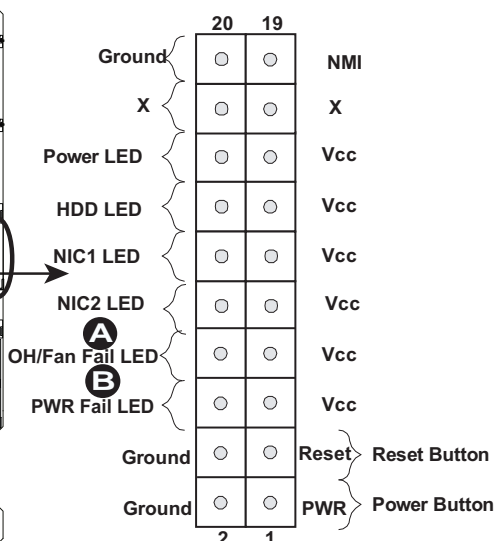 20 19
Ground NMI
X X
Power LED Vcc
HDD LED Vcc
NIC1 LED Vcc
NIC2 LED Vcc
A
OH/Fan Fail LED Vcc
B
PWR Fail LED Vcc
Ground Reset Reset Button
Ground PWR Power Button
2 1